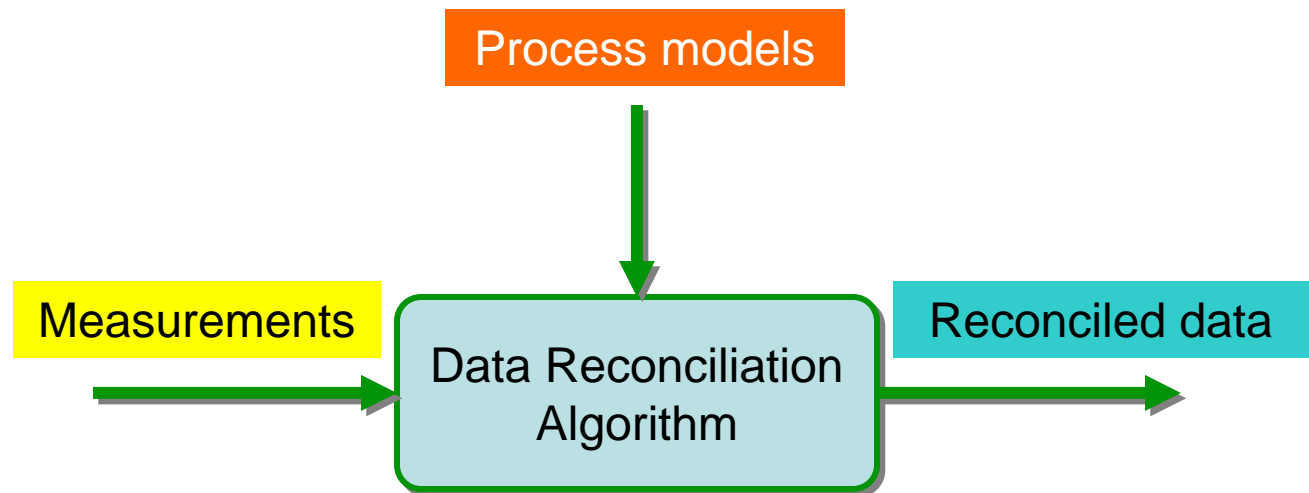 Process models
Measurements
Reconciled data
Data Reconciliation
Algorithm